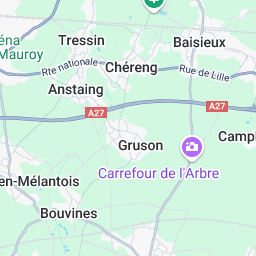 éna
Mauroy
Tressin
Baisieux
Rte nationale
Chéreng
Rue de Lille
Anstaing
A27
A27
Gruson
Campl
Carrefour de l'Arbre
en-Mélantois
Bouvines